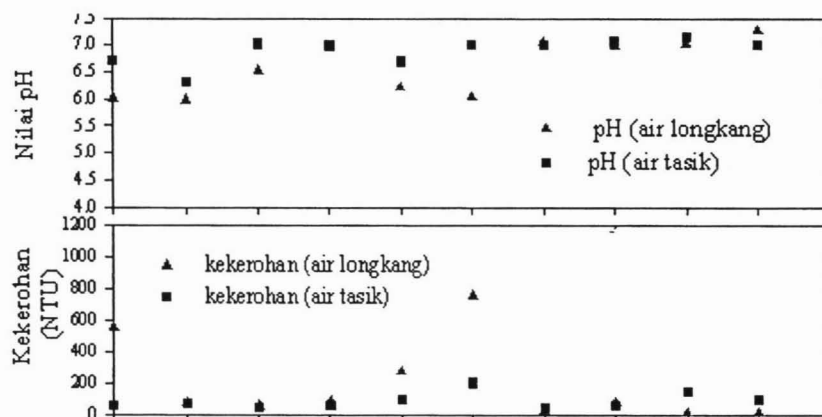 Nilai pH
7.5
7.0
6.5
6.0
5.5
5.0
4.5
4.0
pH (air longkang)
pH (air tasik)
Kekerohan
(NTU)
1200
1000
800
600
400
200
0
kekerohan (air longkang)
kekerohan (air tasik)